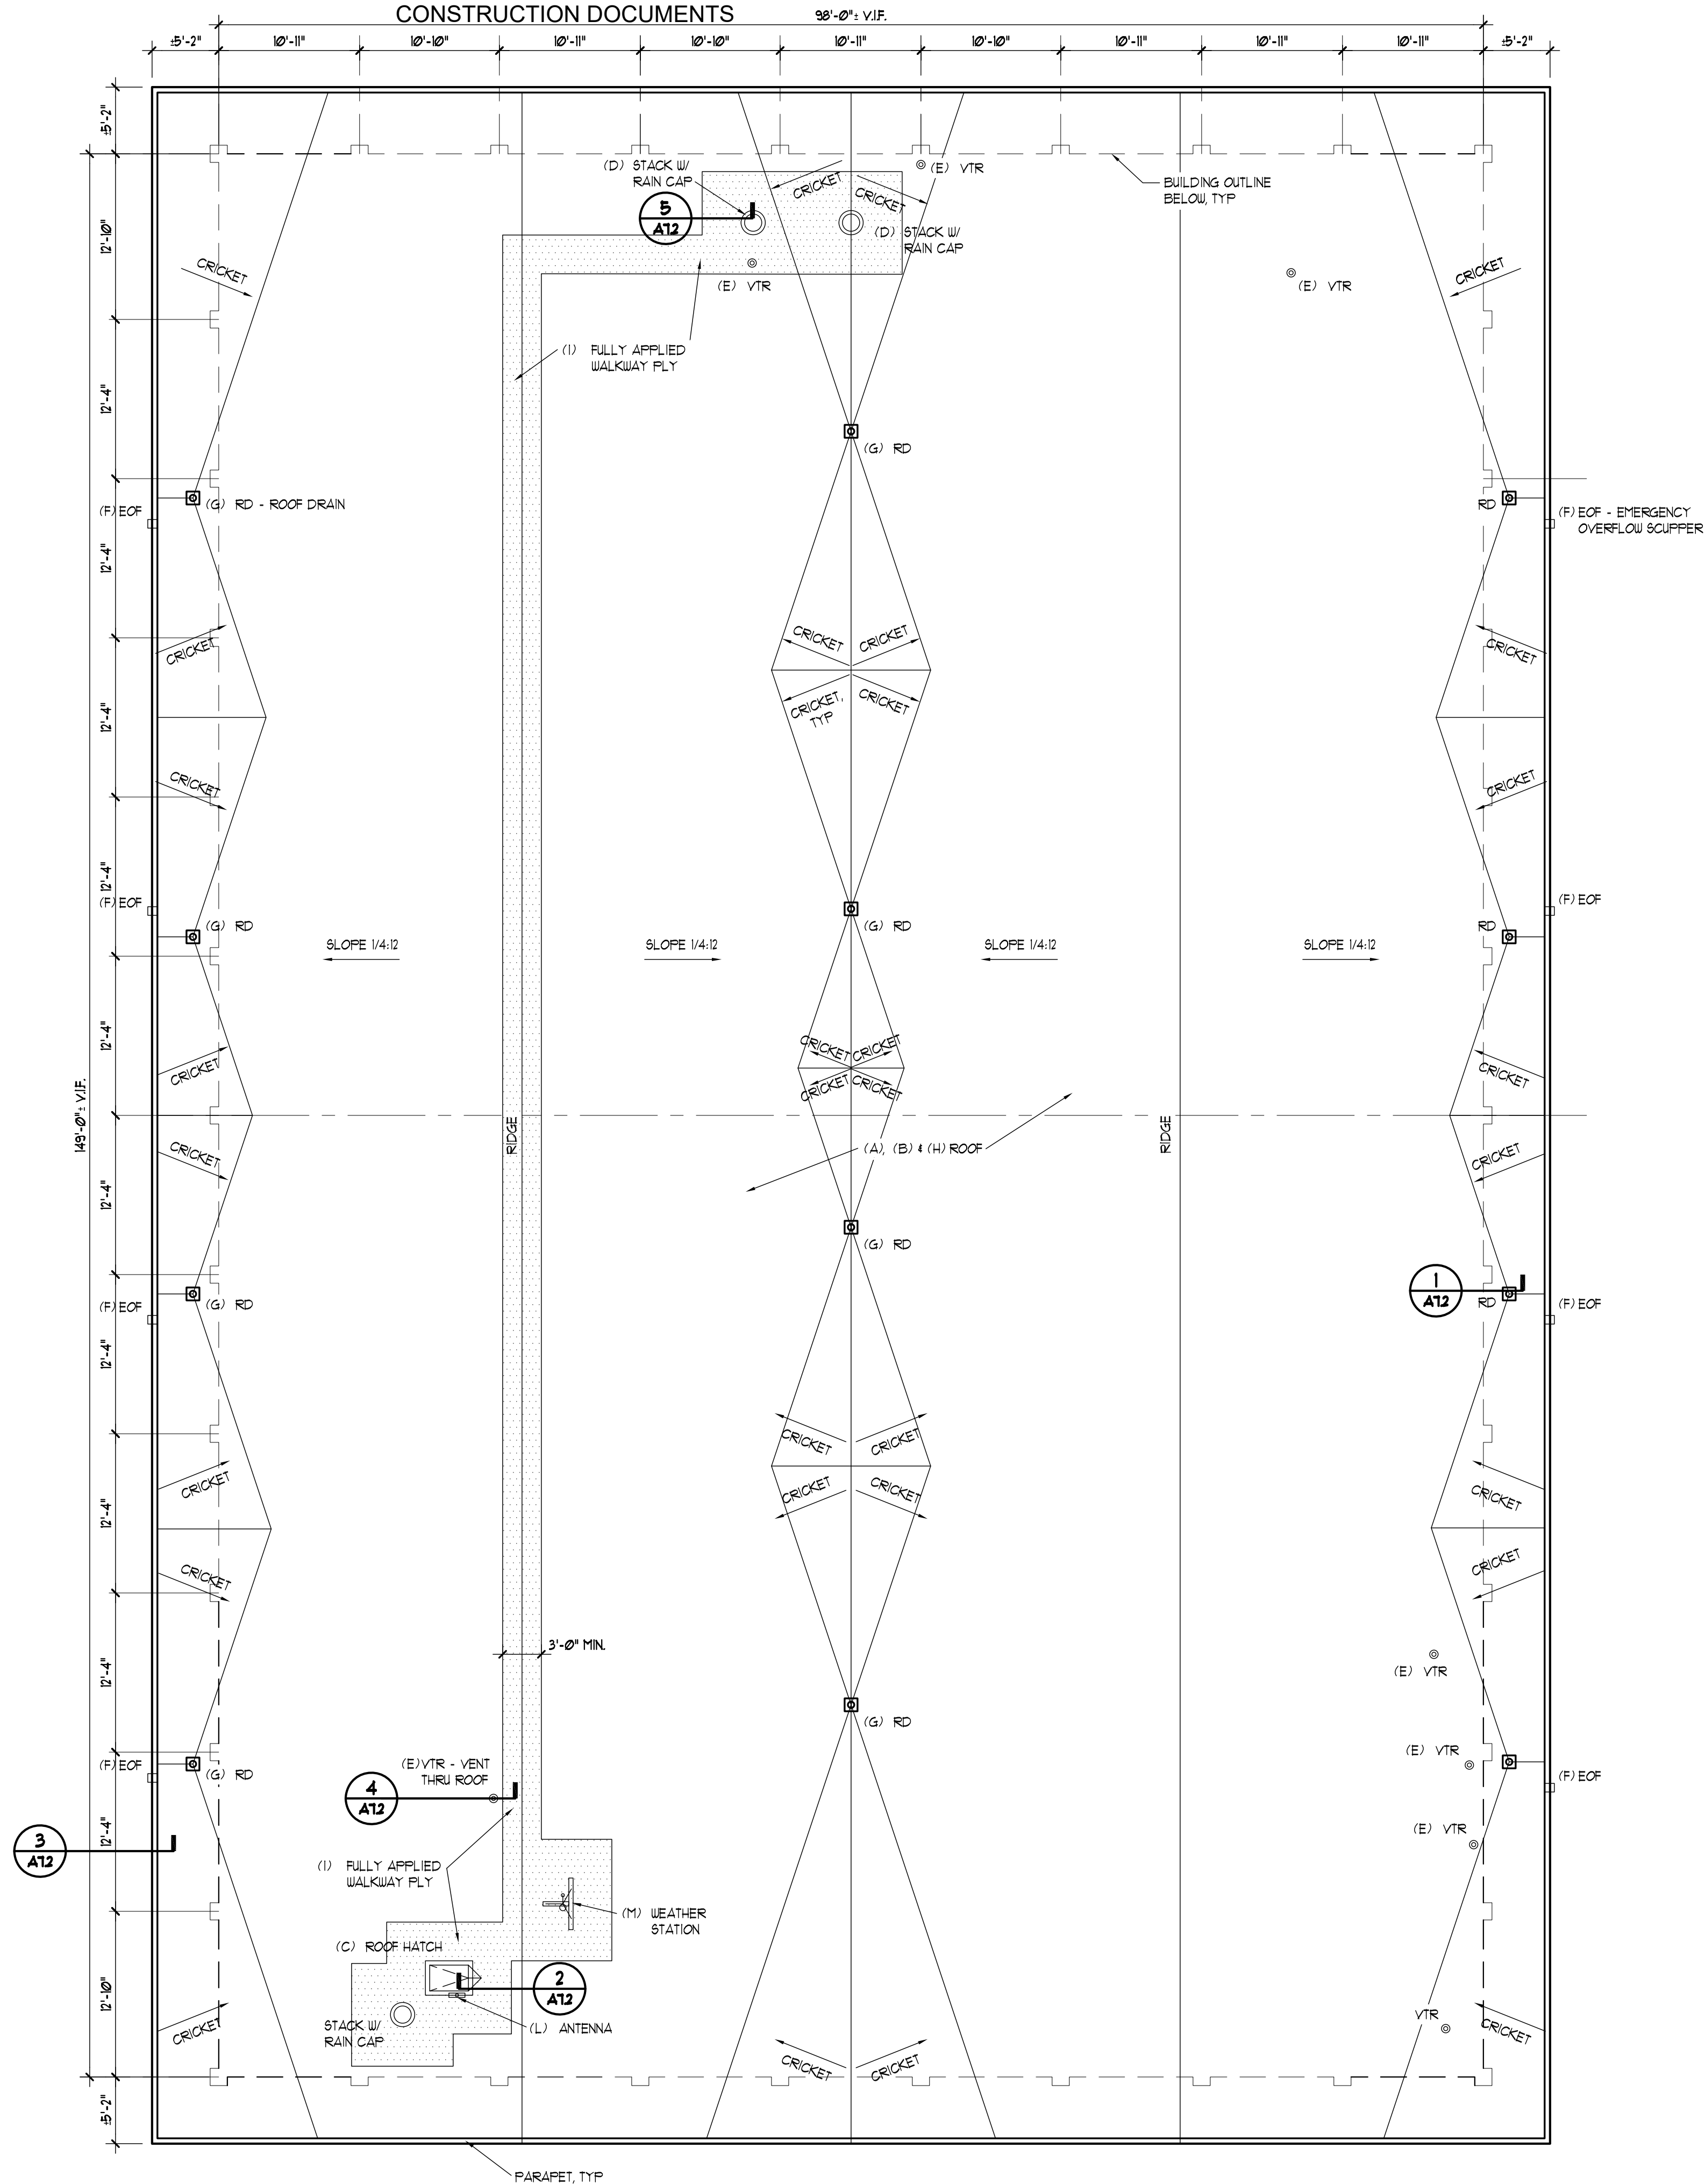 CONSTRUCTION DOCUMENTS
98'-0"± V.I.F.
±5'-2"
10'-11"
10'-10"
10'-11"
10'-10"
10'-11"
10'-10"
10'-11"
10'-11"
10'-11"
±5'-2"
±5'-2"
(D) STACK W/
RAIN CAP
CRICKET
CRICKET
(E) VTR
BUILDING OUTLINE
BELOW, TYP
5
A7.2
(D) STACK W/
RAIN CAP
12'-10"
CRICKET
(E) VTR
(E) VTR
CRICKET
(I) FULLY APPLIED
WALKWAY PLY
12'-4"
(G) RD
(F) EOF
(G) RD - ROOF DRAIN
RD
(F) EOF - EMERGENCY
OVERFLOW SCUPPER
12'-4"
CRICKET
CRICKET
CRICKET
CRICKET
CRICKET,
TYP
CRICKET
12'-4"
CRICKET
CRICKET
12'-4"
(F) EOF
(G) RD
(G) RD
RD
(F) EOF
SLOPE 1/4:12
SLOPE 1/4:12
SLOPE 1/4:12
SLOPE 1/4:12
12'-4"
CRICKET
CRICKET
CRICKET
CRICKET
CRICKET
CRICKET
149'-0"± V.I.F.
RIDGE
RIDGE
(A), (B) & (H) ROOF
CRICKET
CRICKET
12'-4"
(G) RD
1
A7.2
(F) EOF
(G) RD
RD
(F) EOF
12'-4"
CRICKET
CRICKET
CRICKET
CRICKET
CRICKET
CRICKET
12'-4"
CRICKET
CRICKET
3'-0" MIN.
12'-4"
(E) VTR
(G) RD
(E) VTR
(F) EOF
(G) RD
(E) VTR - VENT
THRU ROOF
(F) EOF
4
A7.2
12'-4"
(E) VTR
3
A7.2
(I) FULLY APPLIED
WALKWAY PLY
(M) WEATHER
STATION
(C) ROOF HATCH
2
A7.2
12'-10"
CRICKET
STACK W/
RAIN CAP
(L) ANTENNA
VTR
CRICKET
CRICKET
CRICKET
±5'-2"
PARAPET, TYP